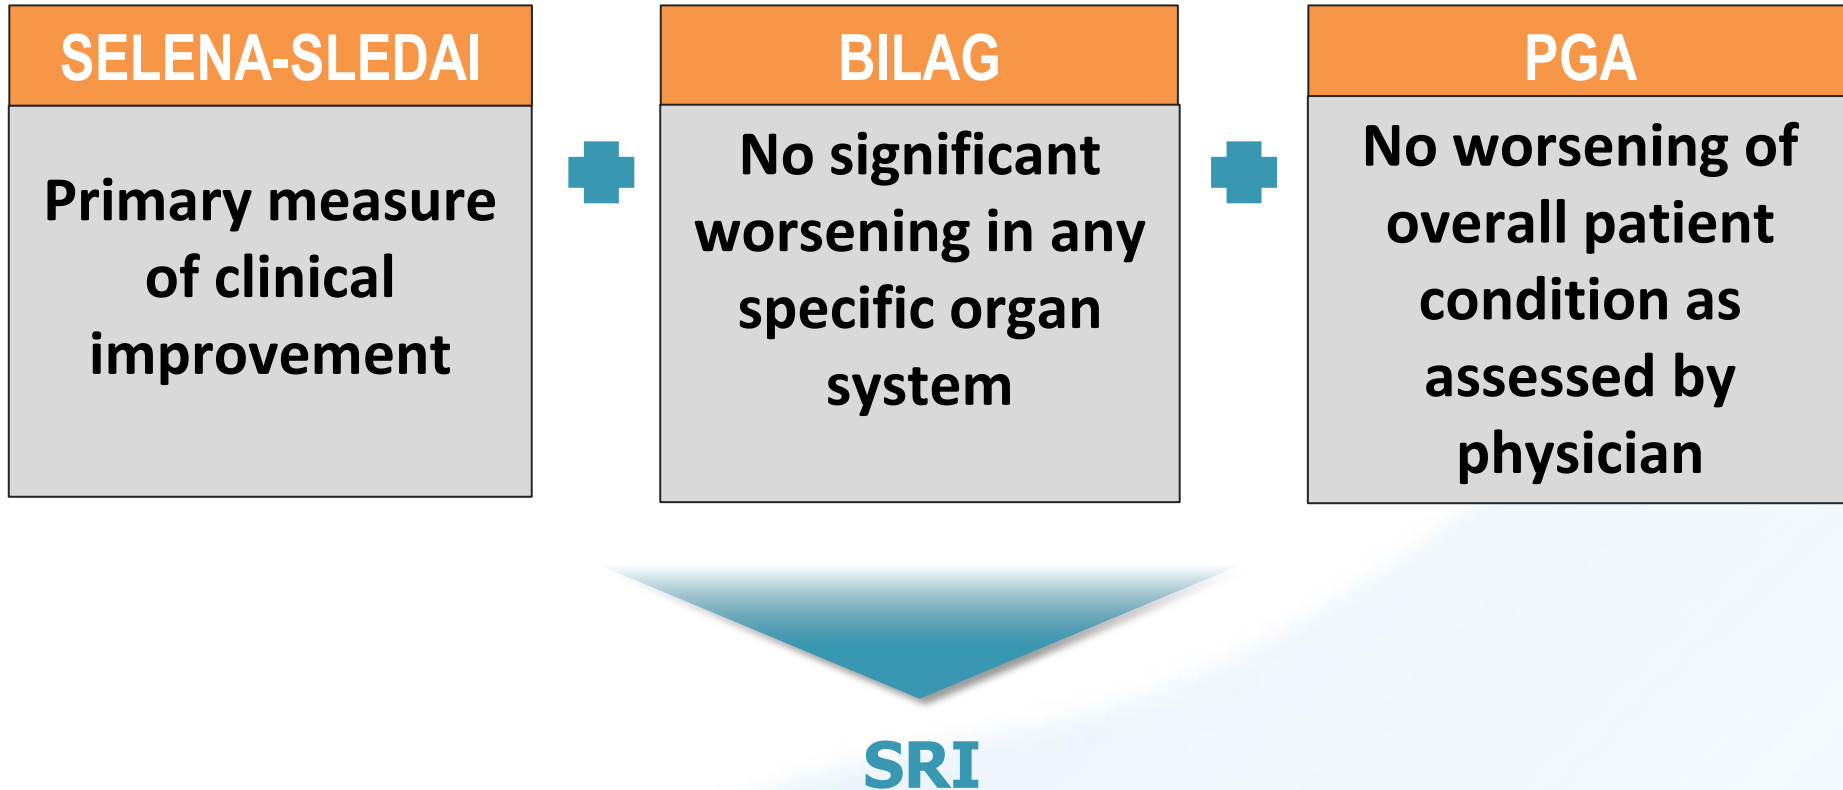 SELENA-SLEDAI
Primary measure
of clinical
improvement
BILAG
No significant
worsening in any
specific organ
system
PGA
No worsening of
overall patient
condition as
assessed by
physician
SRI